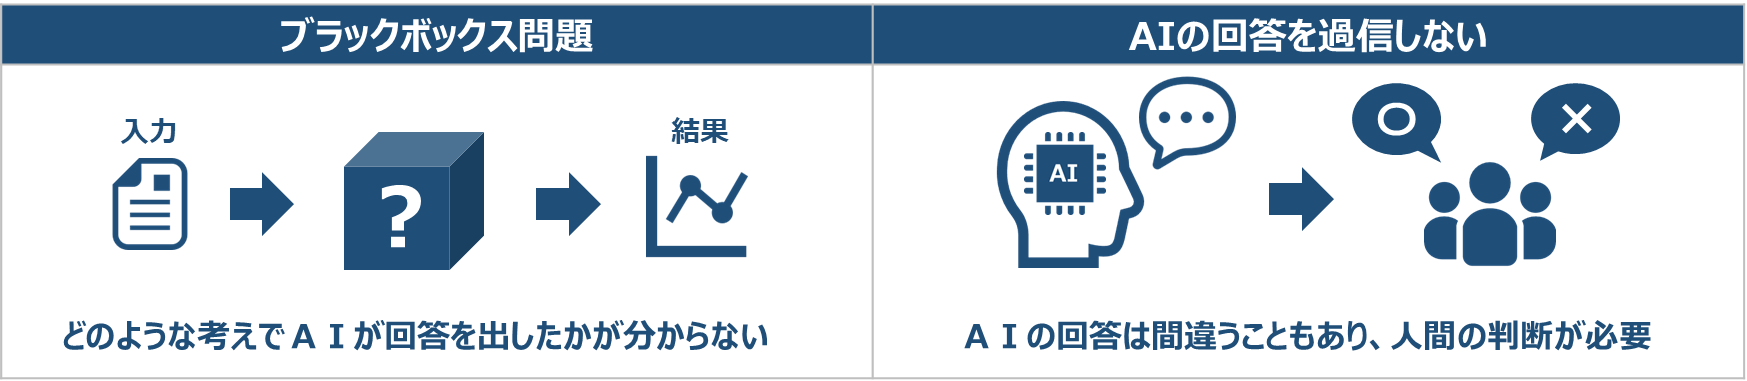 ブラックボックス問題
入力
?
結果
どのような考えでＡＩが回答を出したかが分からない
AIの回答を過信しない
AI
○
×
ＡＩの回答は間違うこともあり、人間の判断が必要